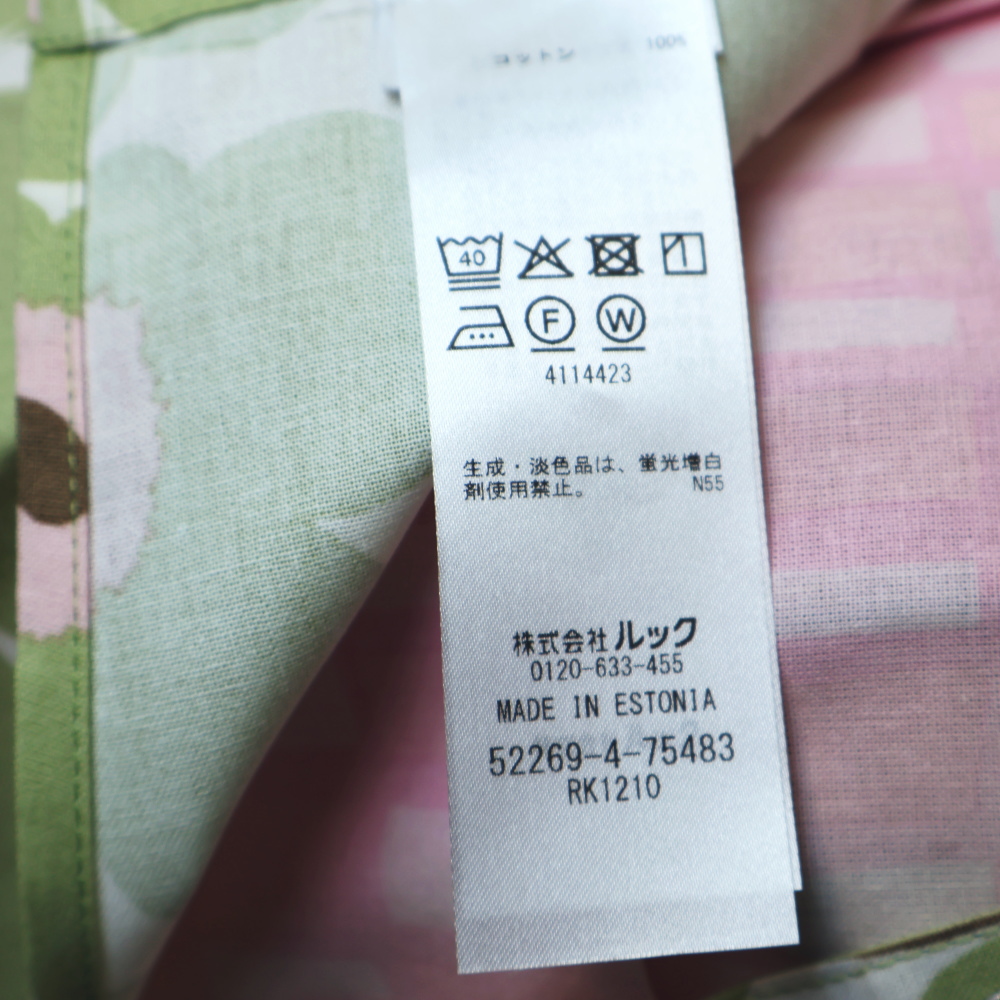 コットン 100%
40
F W
4114423
生成・淡色品は、蛍光増白
剤使用禁止。 N55
株式会社ルック
0120-633-455
MADE IN ESTONIA
52269-4-75483
RK1210